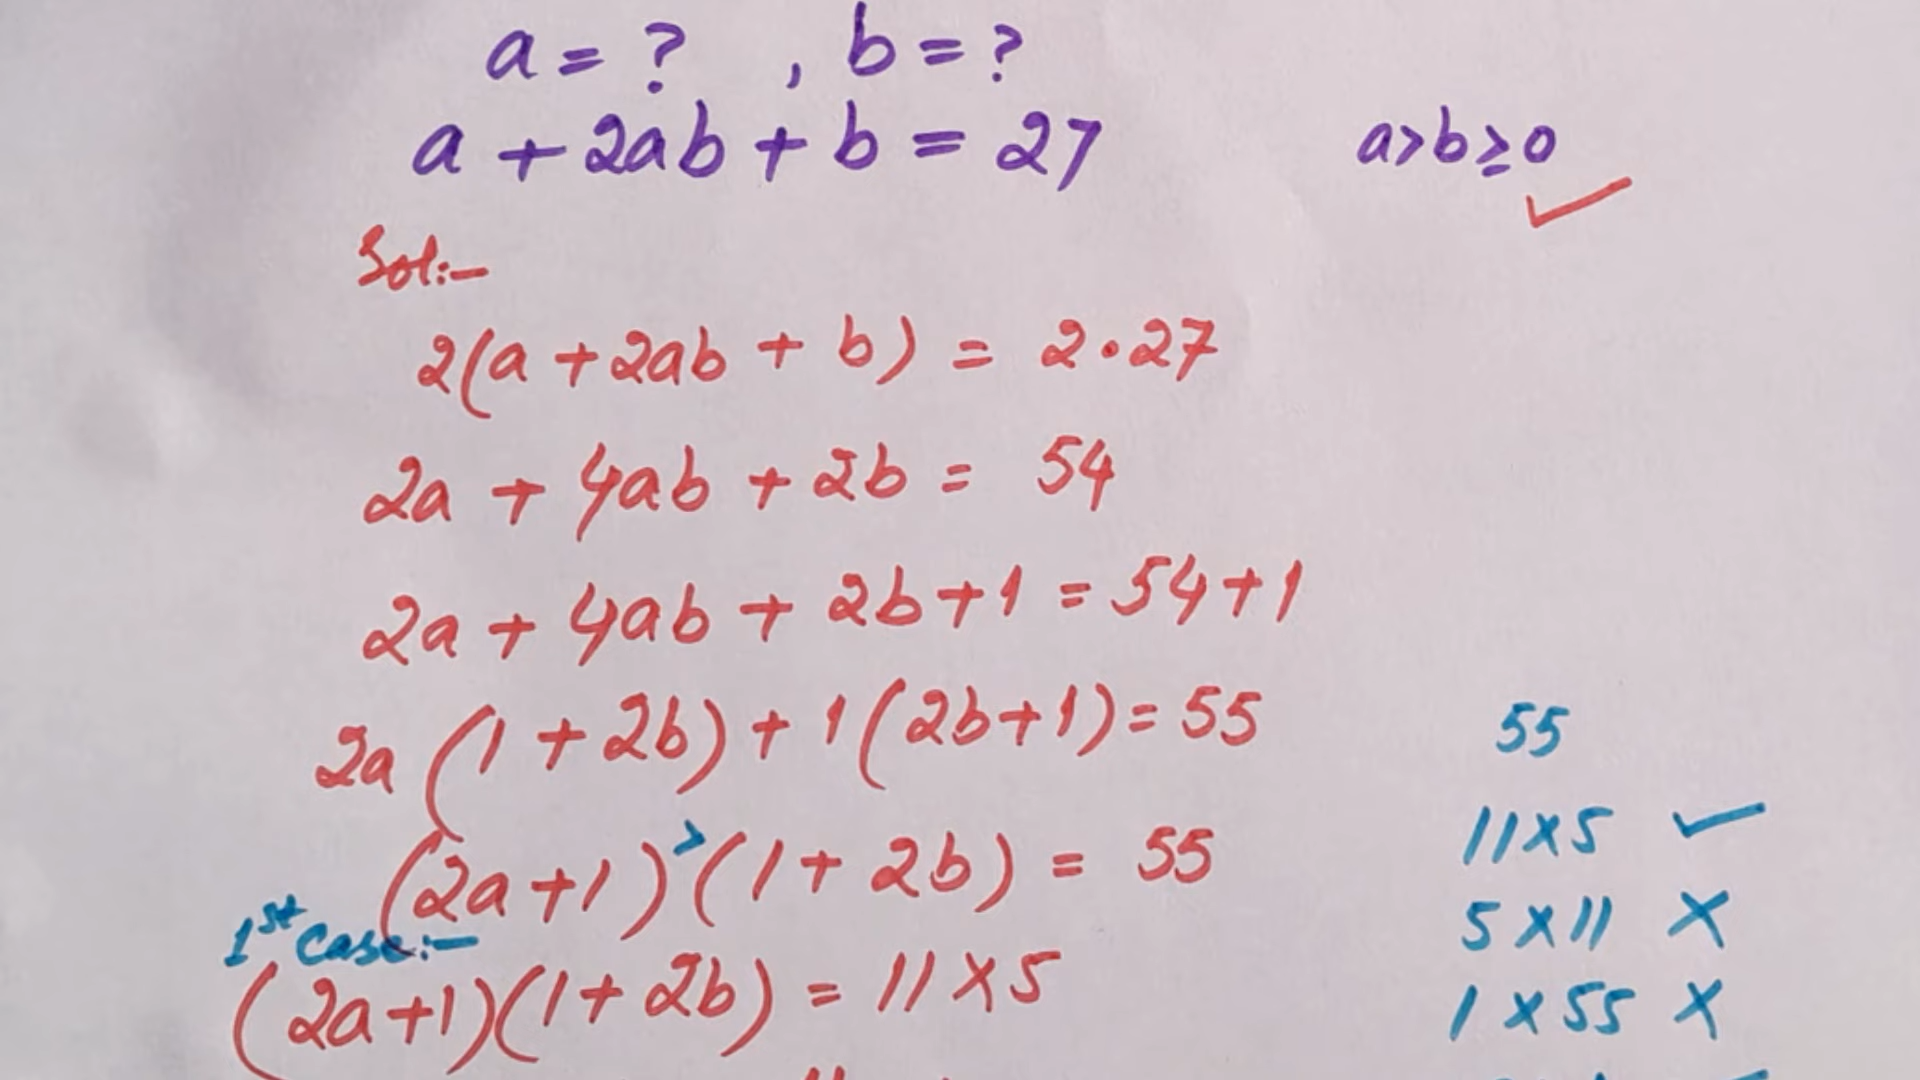 a = ? , b = ?
a + 2ab + b = 27
a>b≥0 ✓
Sol:-
2(a + 2ab + b) = 2·27
2a + 4ab + 2b = 54
2a + 4ab + 2b+1 = 54+1
2a (1 + 2b) + 1(2b+1) = 55
(2a+1) > (1 + 2b) = 55
1st Case:-
(2a+1)(1+2b) = 11×5
55
11×5 ✓
5×11 ×
1×55 ×